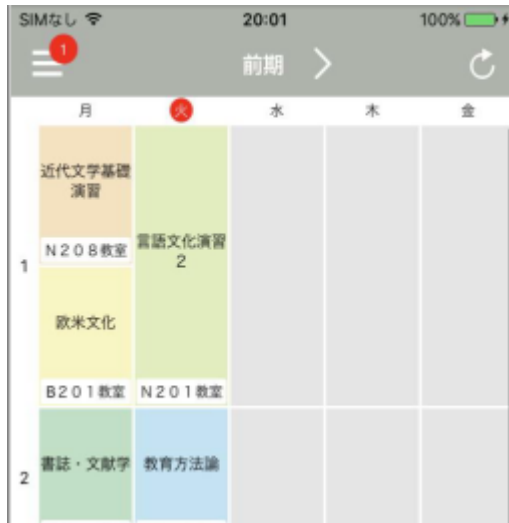 SIMなし 20:01 100%
1
前期
月 火 水 木 金
近代文学基礎
演習
N208教室
言語文化演習
2
1
欧米文化
B201教室 N201教室
2
書誌・文献学 教育方法論